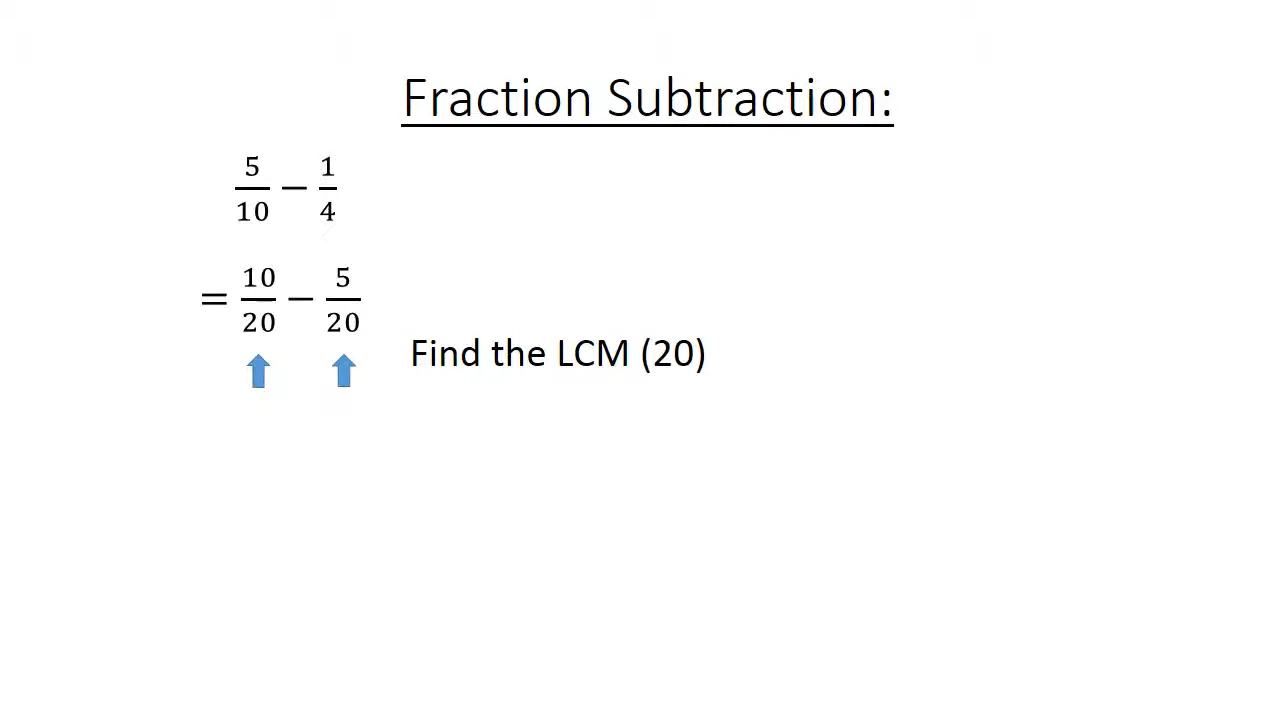 Fraction Subtraction:
5/10 − 1/4
= 10/20 − 5/20
Find the LCM (20)